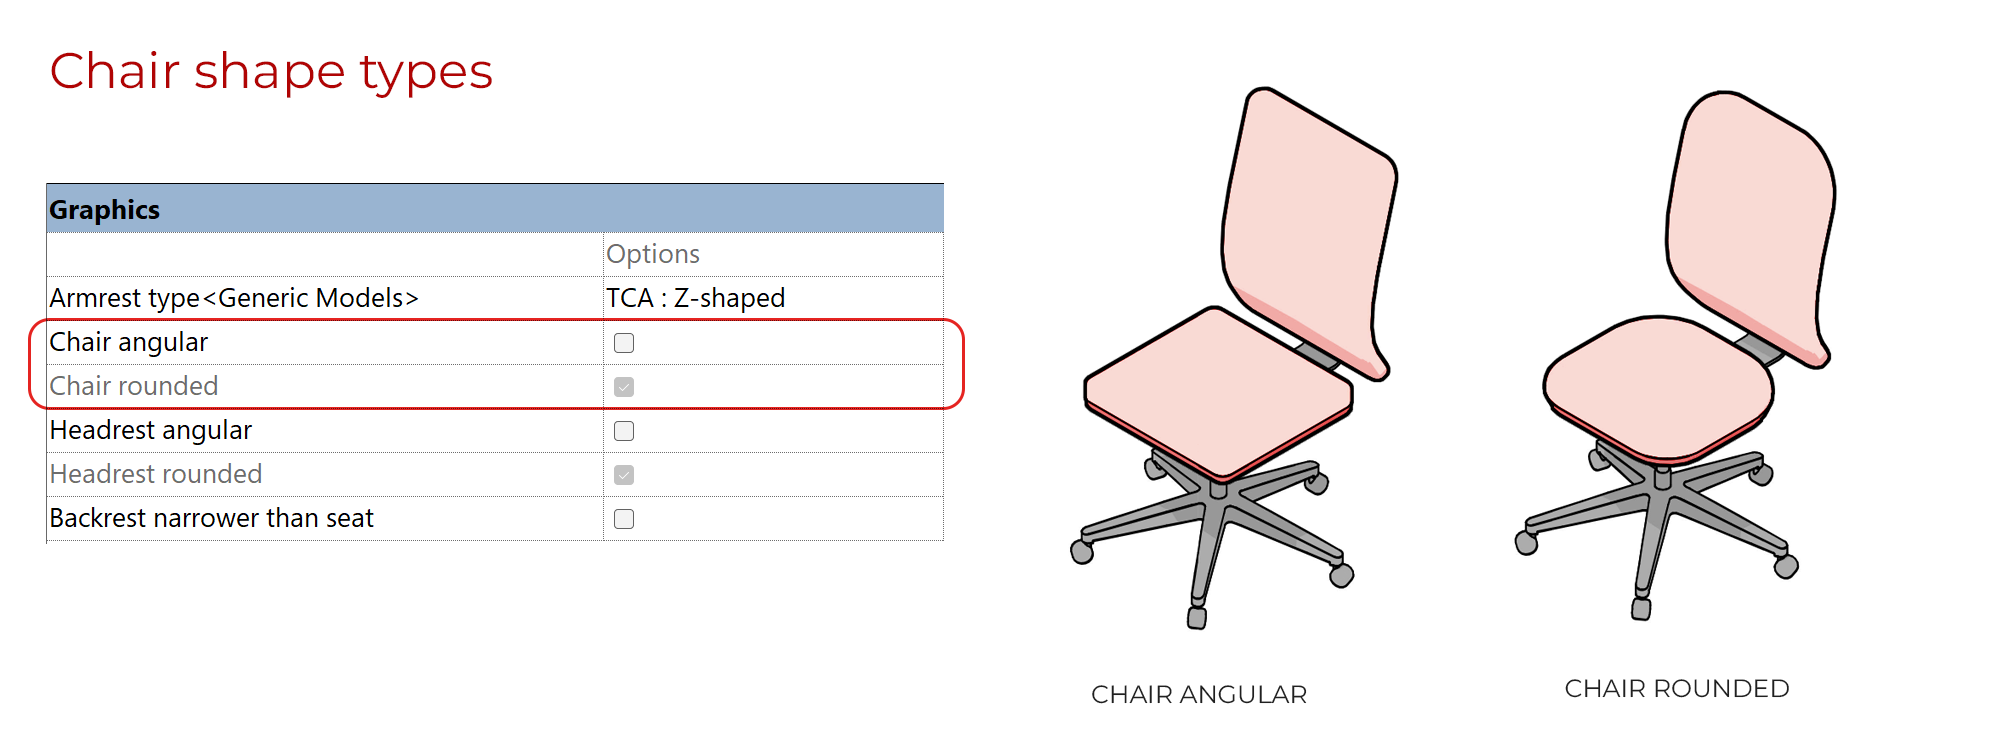 Chair shape types
Graphics
Options
Armrest type<Generic Models> TCA : Z-shaped
Chair angular
Chair rounded
Headrest angular
Headrest rounded
Backrest narrower than seat
CHAIR ANGULAR
CHAIR ROUNDED